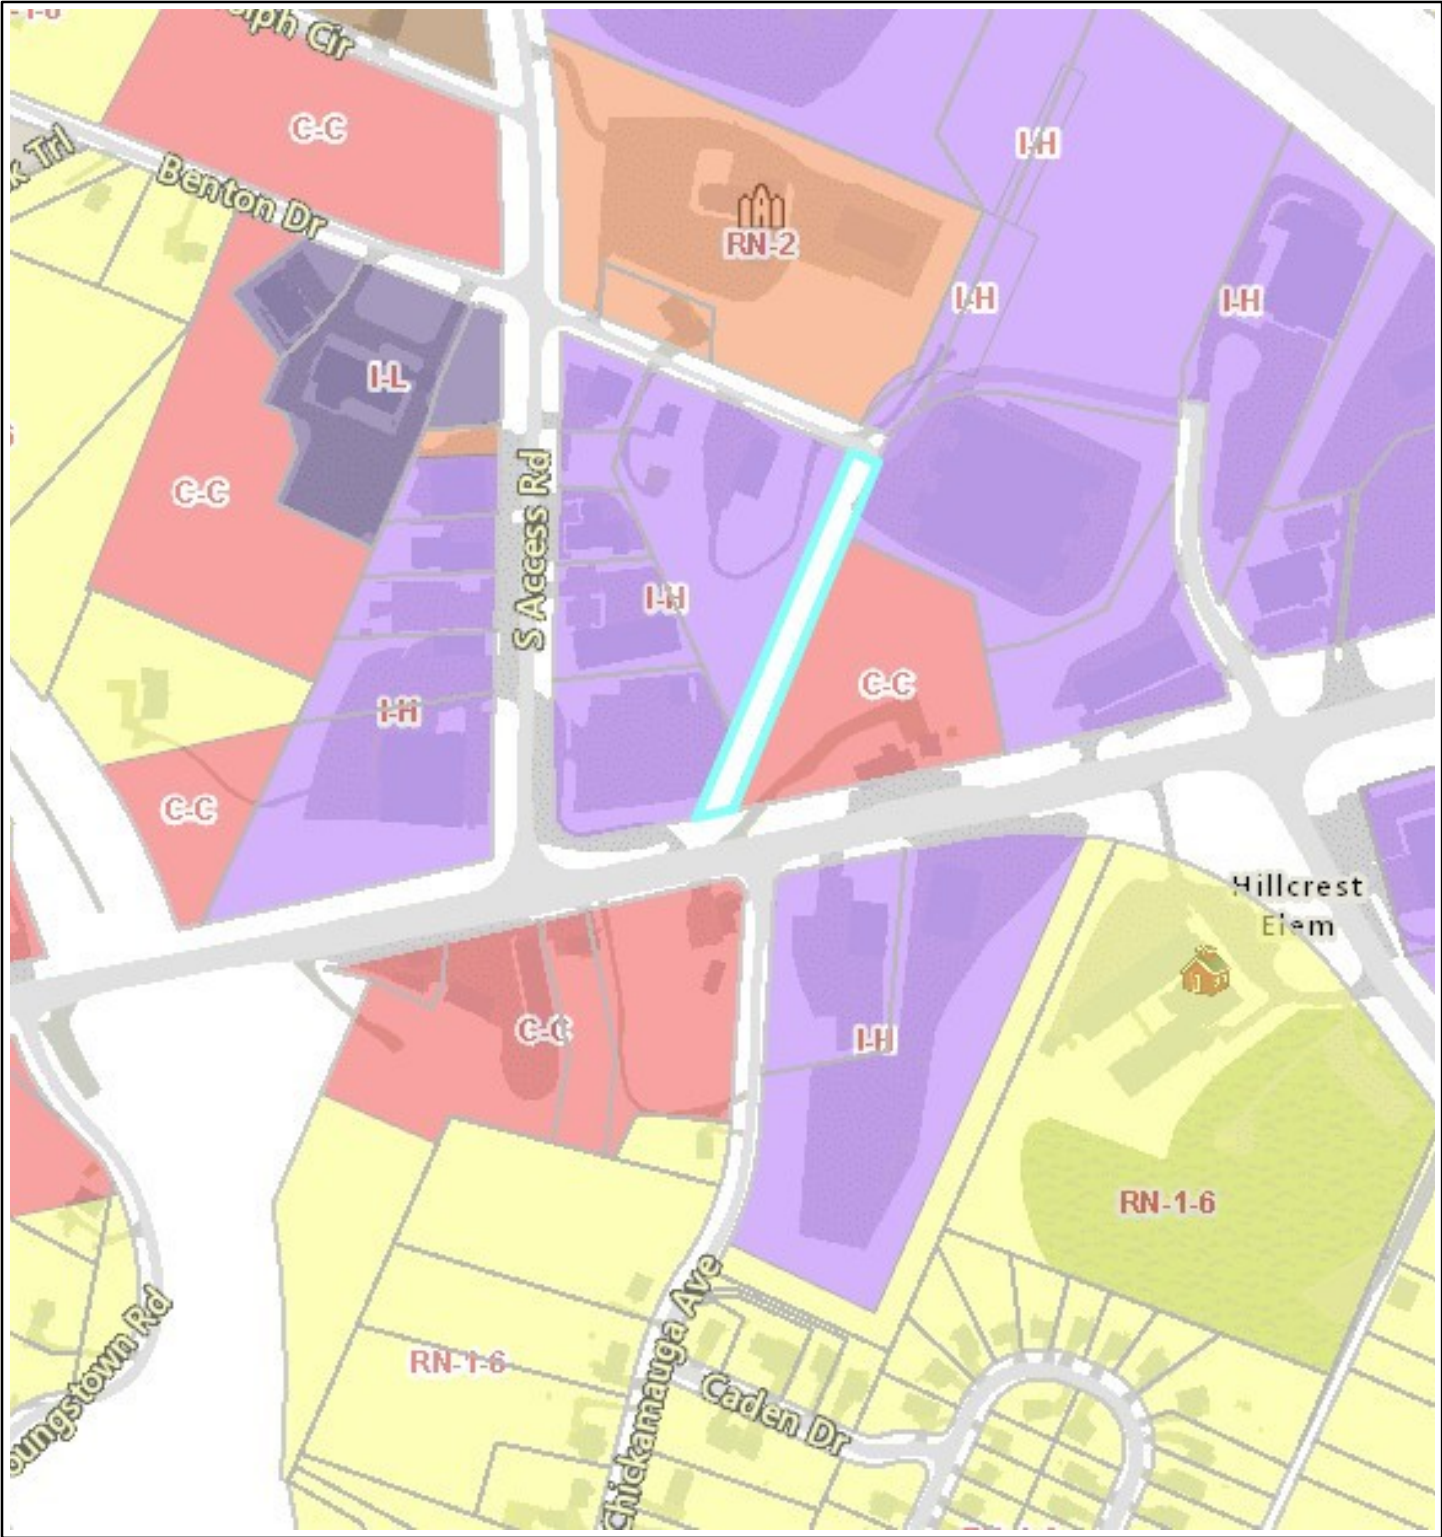 C-C
Benton Dr
RN-2
I-H
I-H
I-H
I-L
C-C
S Access Rd
I-H
C-C
I-H
C-C
Hillcrest
Elem
C-C
I-H
RN-1-6
RN-1-6
Chickamauga Ave
Caden Dr